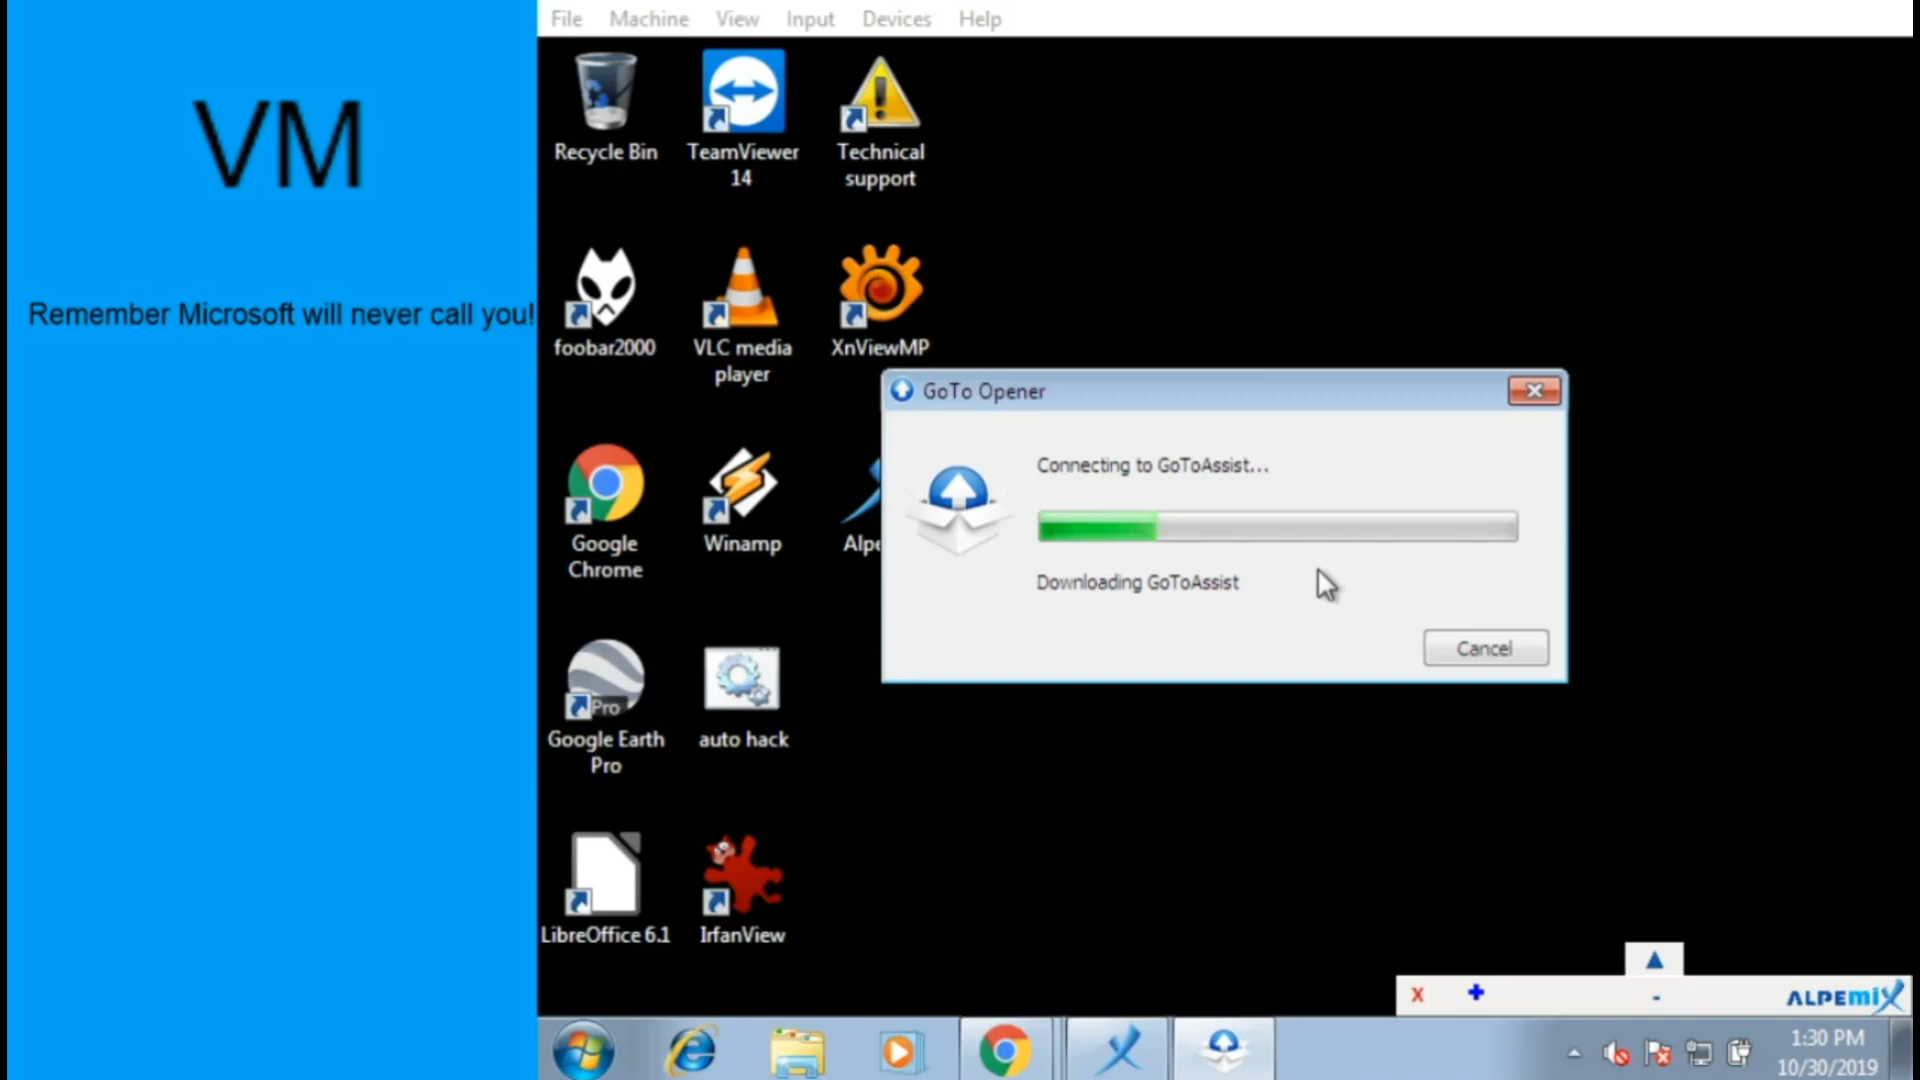 VM
Remember Microsoft will never call you!
File Machine View Input Devices Help
Recycle Bin
TeamViewer
14
Technical
support
foobar2000
VLC media
player
XnViewMP
Google
Chrome
Winamp
Alpe
Pro
Google Earth
Pro
auto hack
LibreOffice 6.1
IrfanView
GoTo Opener
Connecting to GoToAssist...
Downloading GoToAssist
Cancel
X + -
ALPEMIX
1:30 PM
10/30/2019